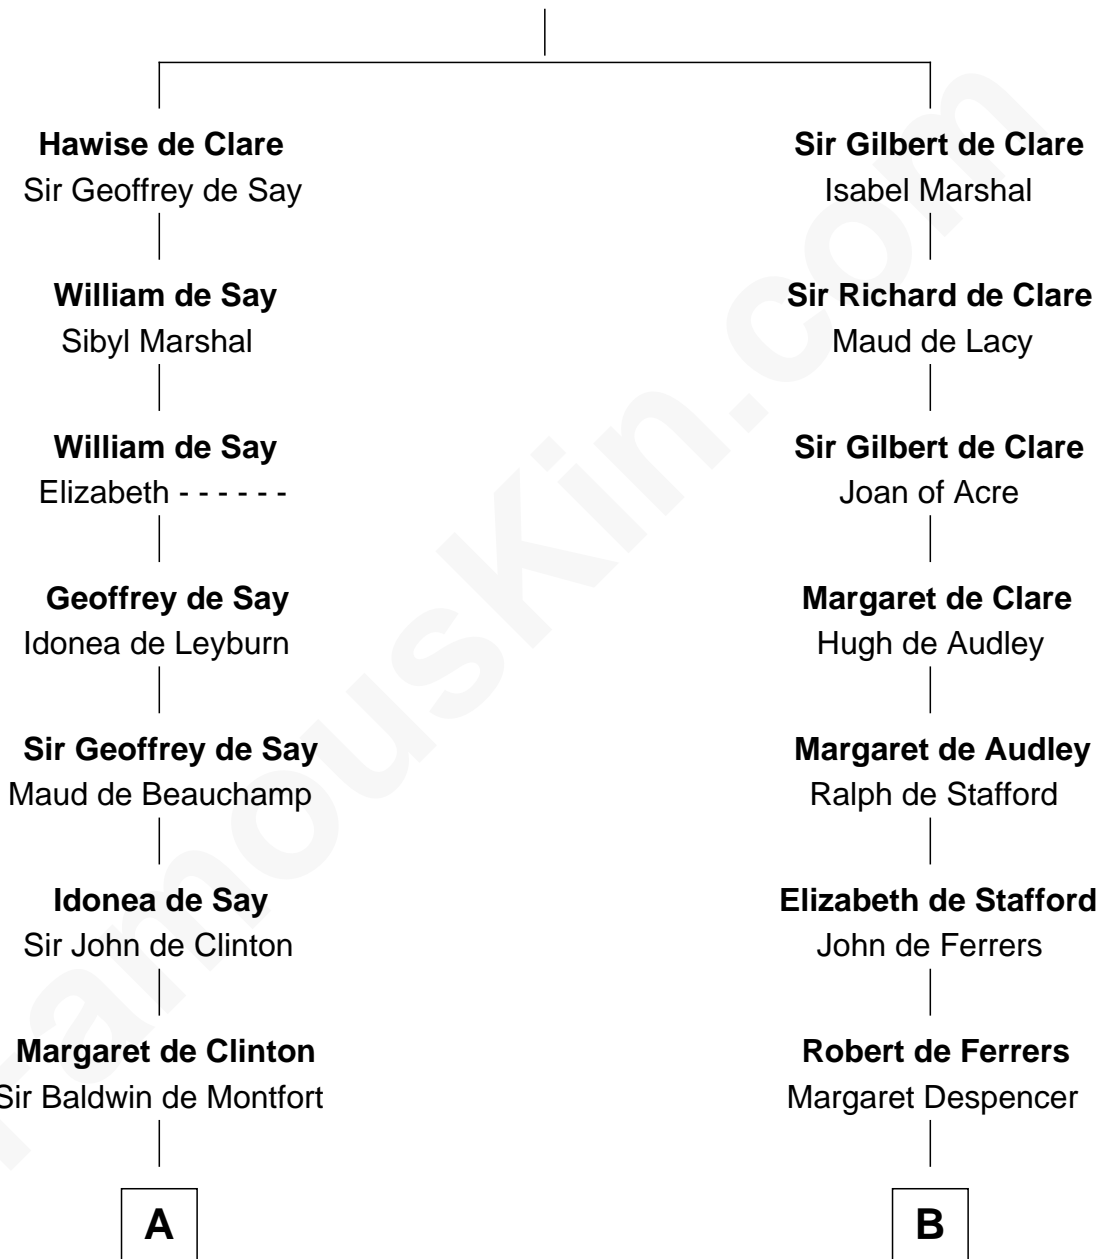 Hawise de Clare
Sir Geoffrey de Say
William de Say
Sibyl Marshal
William de Say
Elizabeth - - - - - -
Geoffrey de Say
Idonea de Leyburn
Sir Geoffrey de Say
Maud de Beauchamp
Idonea de Say
Sir John de Clinton
Margaret de Clinton
Sir Baldwin de Montfort
A
Sir Gilbert de Clare
Isabel Marshal
Sir Richard de Clare
Maud de Lacy
Sir Gilbert de Clare
Joan of Acre
Margaret de Clare
Hugh de Audley
Margaret de Audley
Ralph de Stafford
Elizabeth de Stafford
John de Ferrers
Robert de Ferrers
Margaret Despencer
B
FamousKin.com